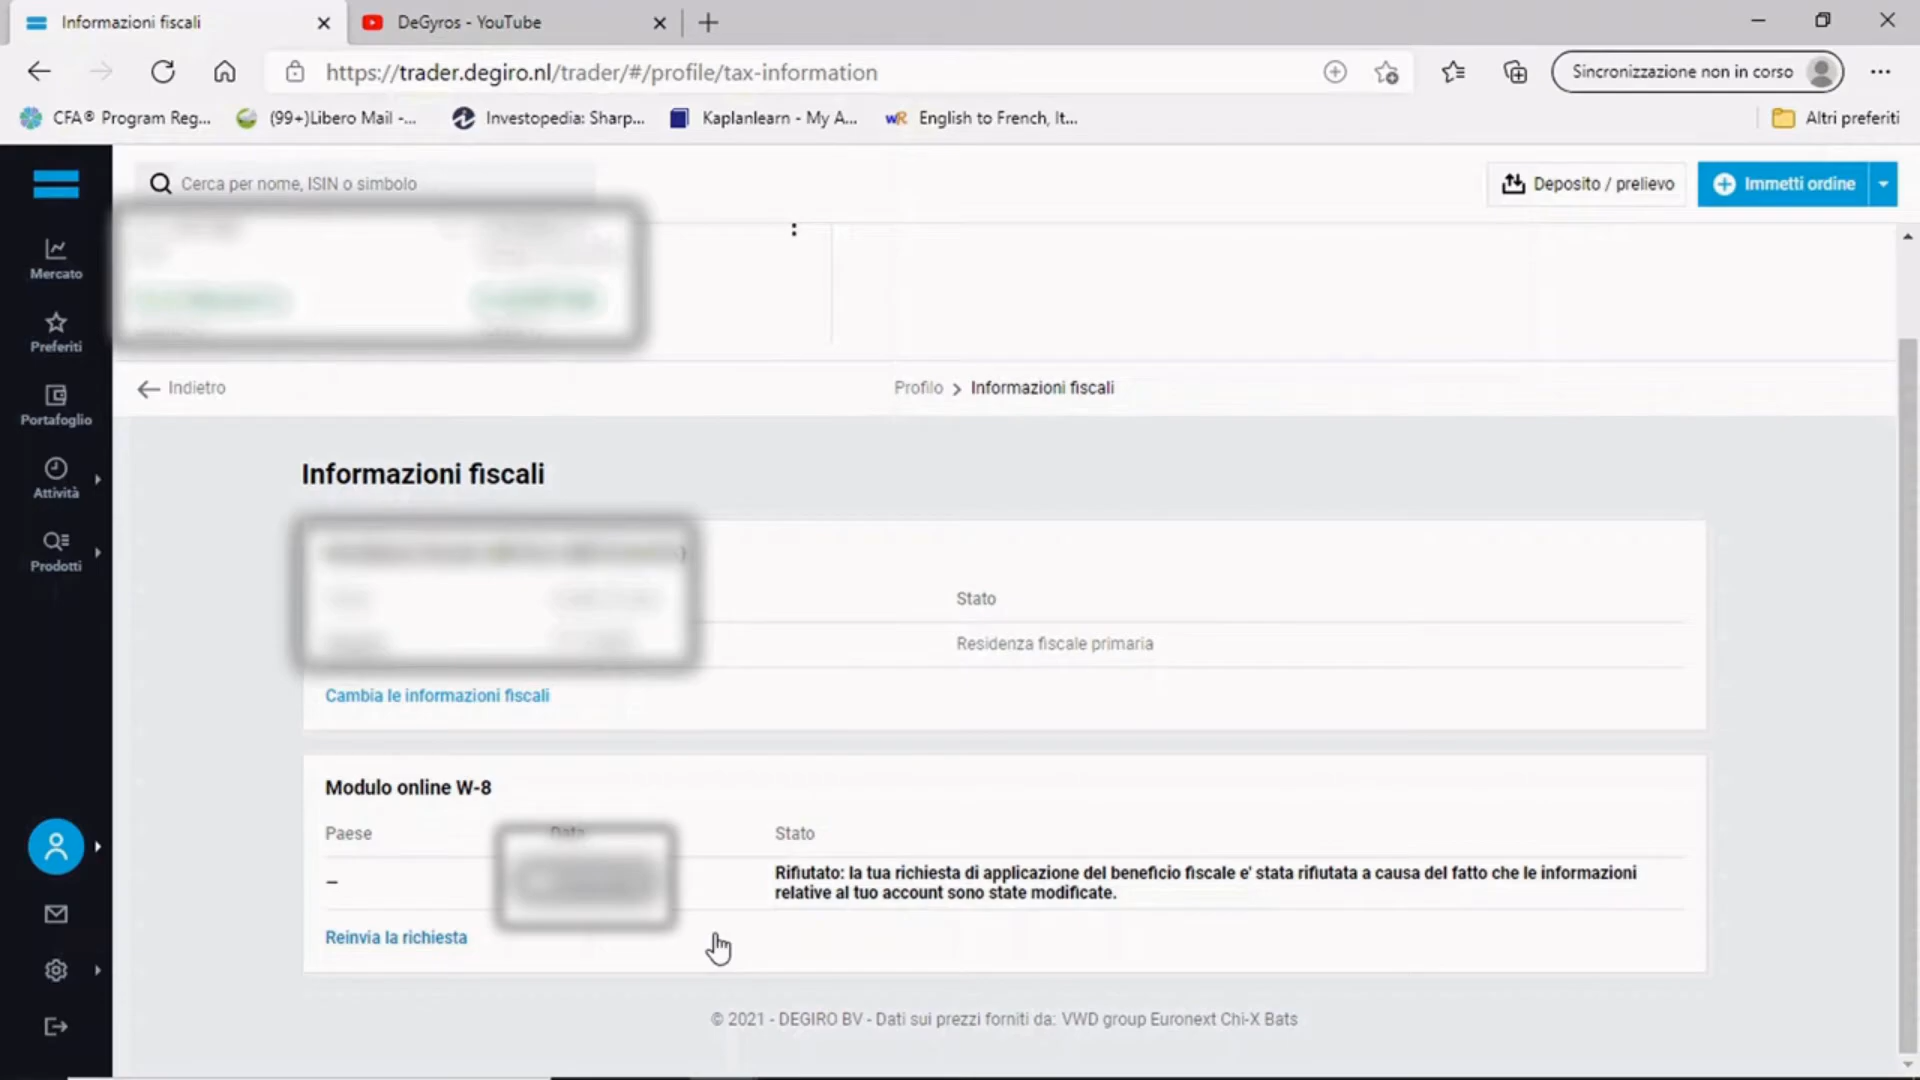 Informazioni fiscali
DeGyros - YouTube
https://trader.degiro.nl/trader/#/profile/tax-information
Sincronizzazione non in corso
CFA® Program Reg...
(99+)Libero Mail -...
Investopedia: Sharp...
Kaplanlearn - My A...
English to French, It...
Altri preferiti
Cerca per nome, ISIN o simbolo
Deposito / prelievo
Immetti ordine
Mercato
Preferiti
Portafoglio
Attività
Prodotti
Indietro
Profilo > Informazioni fiscali
Informazioni fiscali
Stato
Residenza fiscale primaria
Cambia le informazioni fiscali
Modulo online W-8
Paese
Data
Stato
–
Rifiutato: la tua richiesta di applicazione del beneficio fiscale e' stata rifiutata a causa del fatto che le informazioni
relative al tuo account sono state modificate.
Reinvia la richiesta
© 2021 - DEGIRO BV - Dati sui prezzi forniti da: VWD group Euronext Chi-X Bats